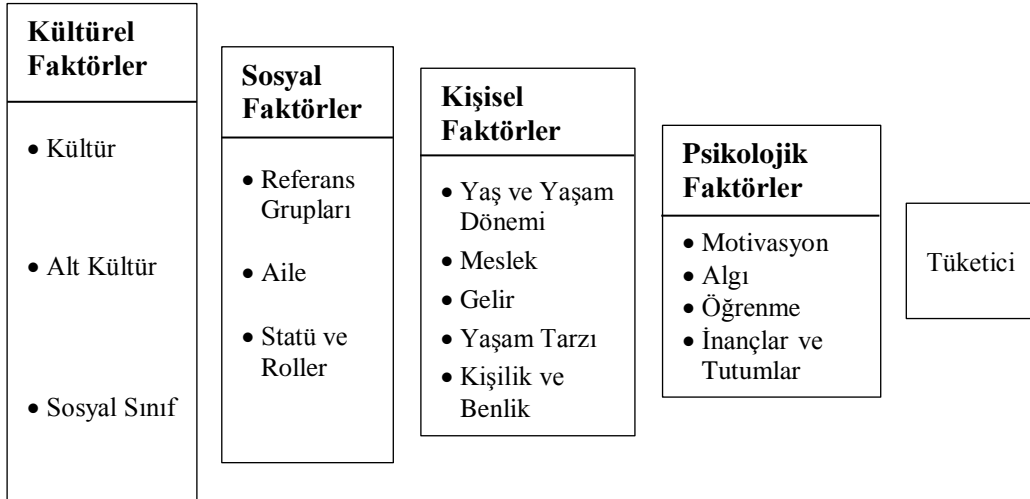 Kültürel
Faktörler
• Kültür
• Alt Kültür
• Sosyal Sınıf
Sosyal
Faktörler
• Referans
Grupları
• Aile
• Statü ve
Roller
Kişisel
Faktörler
• Yaş ve Yaşam
Dönemi
• Meslek
• Gelir
• Yaşam Tarzı
• Kişilik ve
Benlik
Psikolojik
Faktörler
• Motivasyon
• Algı
• Öğrenme
• İnançlar ve
Tutumlar
Tüketici